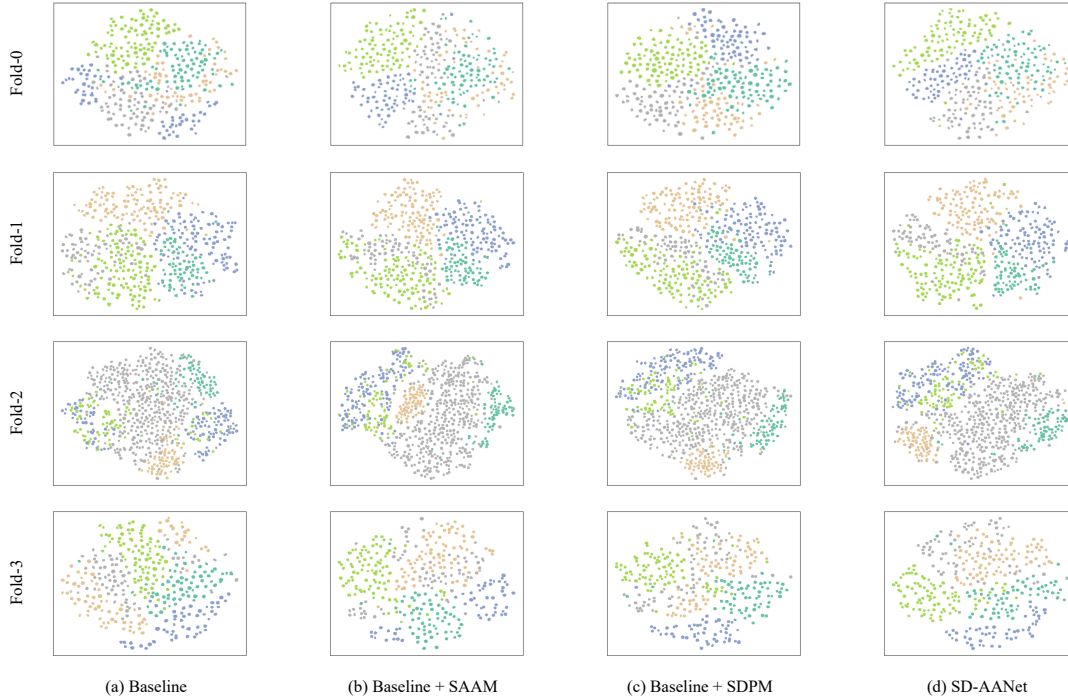 Fold-0
Fold-1
Fold-2
Fold-3
(a) Baseline
(b) Baseline + SAAM
(c) Baseline + SDPM
(d) SD-AANet